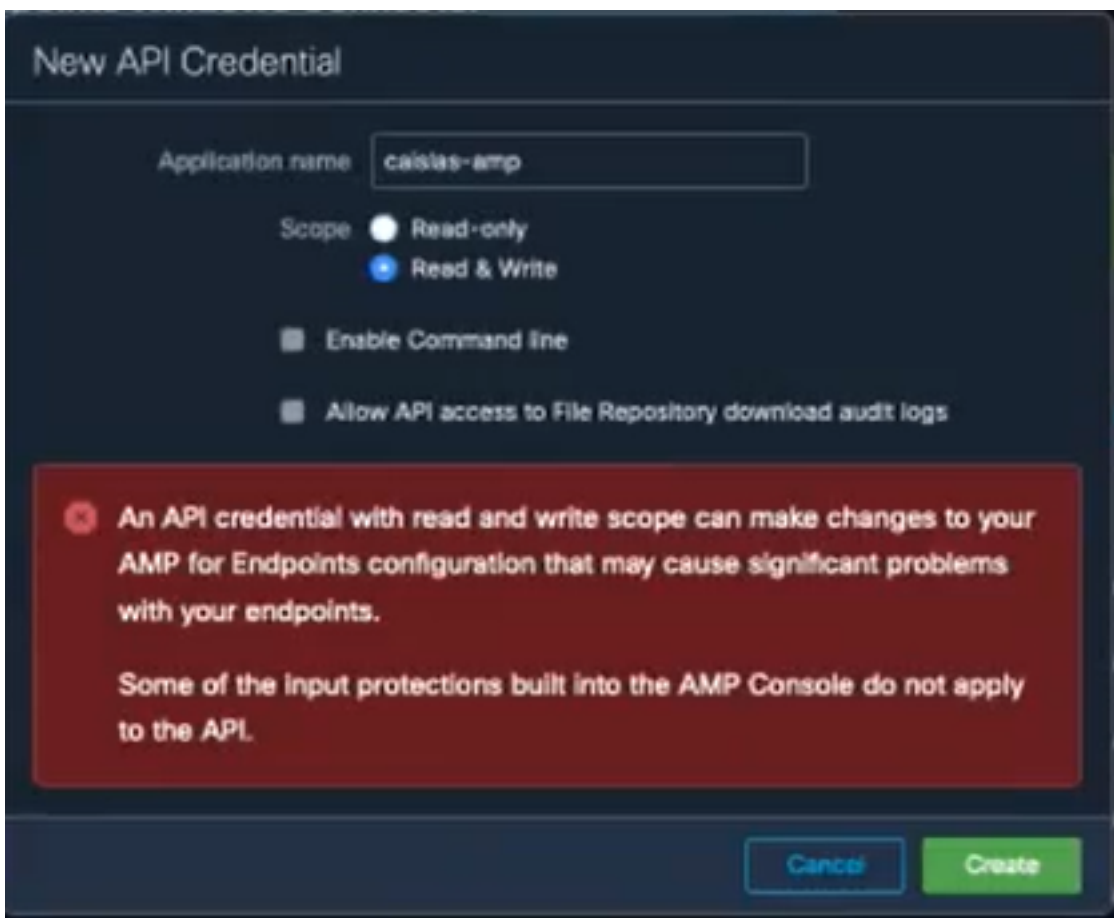 New API Credential
Application name caislas-amp
Scope Read-only
Read & Write
Enable Command line
Allow API access to File Repository download audit logs
An API credential with read and write scope can make changes to your
AMP for Endpoints configuration that may cause significant problems
with your endpoints.
Some of the input protections built into the AMP Console do not apply
to the API.
Cancel Create